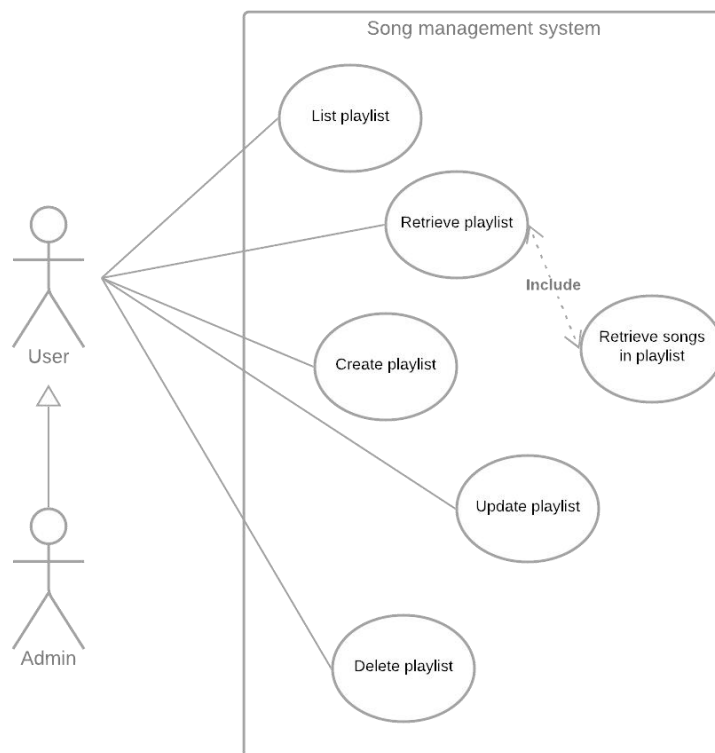 Song management system
List playlist
Retrieve playlist
Include
Retrieve songs
in playlist
User
Create playlist
Update playlist
Admin
Delete playlist